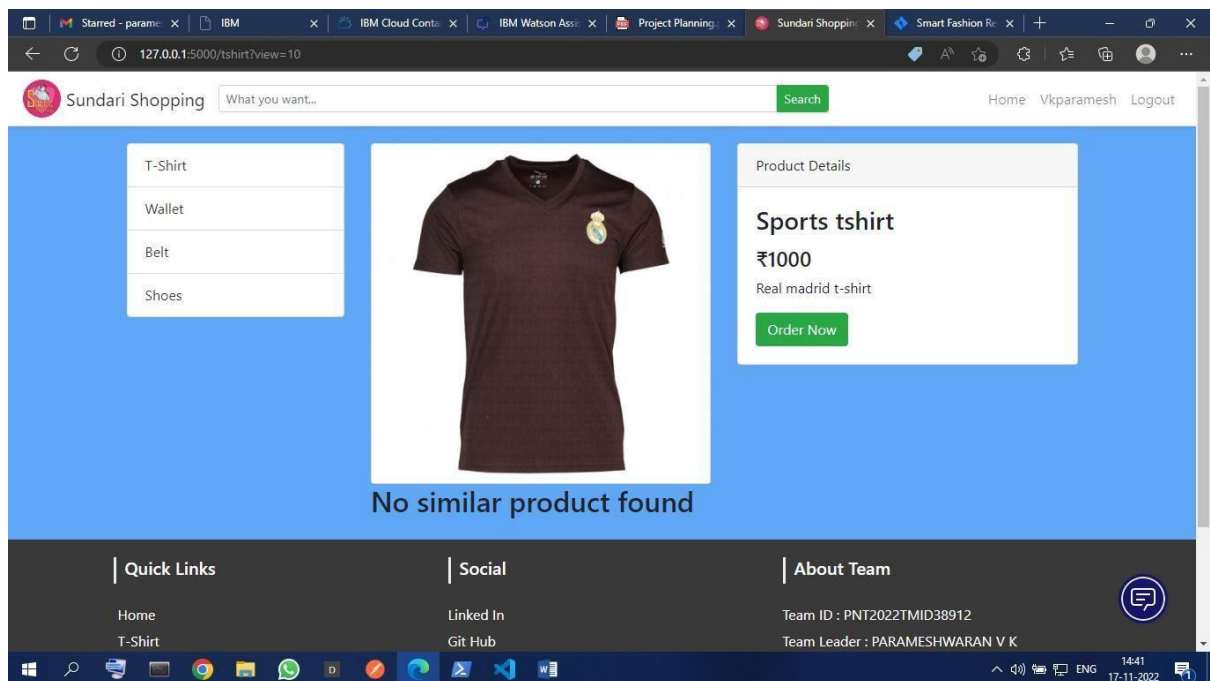 Starred - parame
IBM
IBM Cloud Conta
IBM Watson Assi
Project Planning.
Sundari Shopping
Smart Fashion Re
127.0.0.1:5000/tshirt?view=10
Sundari Shopping
What you want...
Search
Home Vkparamesh Logout
T-Shirt
Wallet
Belt
Shoes
Product Details
Sports tshirt
₹1000
Real madrid t-shirt
Order Now
No similar product found
Quick Links
Home
T-Shirt
Social
Linked In
Git Hub
About Team
Team ID : PNT2022TMID38912
Team Leader : PARAMESHWARAN V K
ENG
14:41
17-11-2022